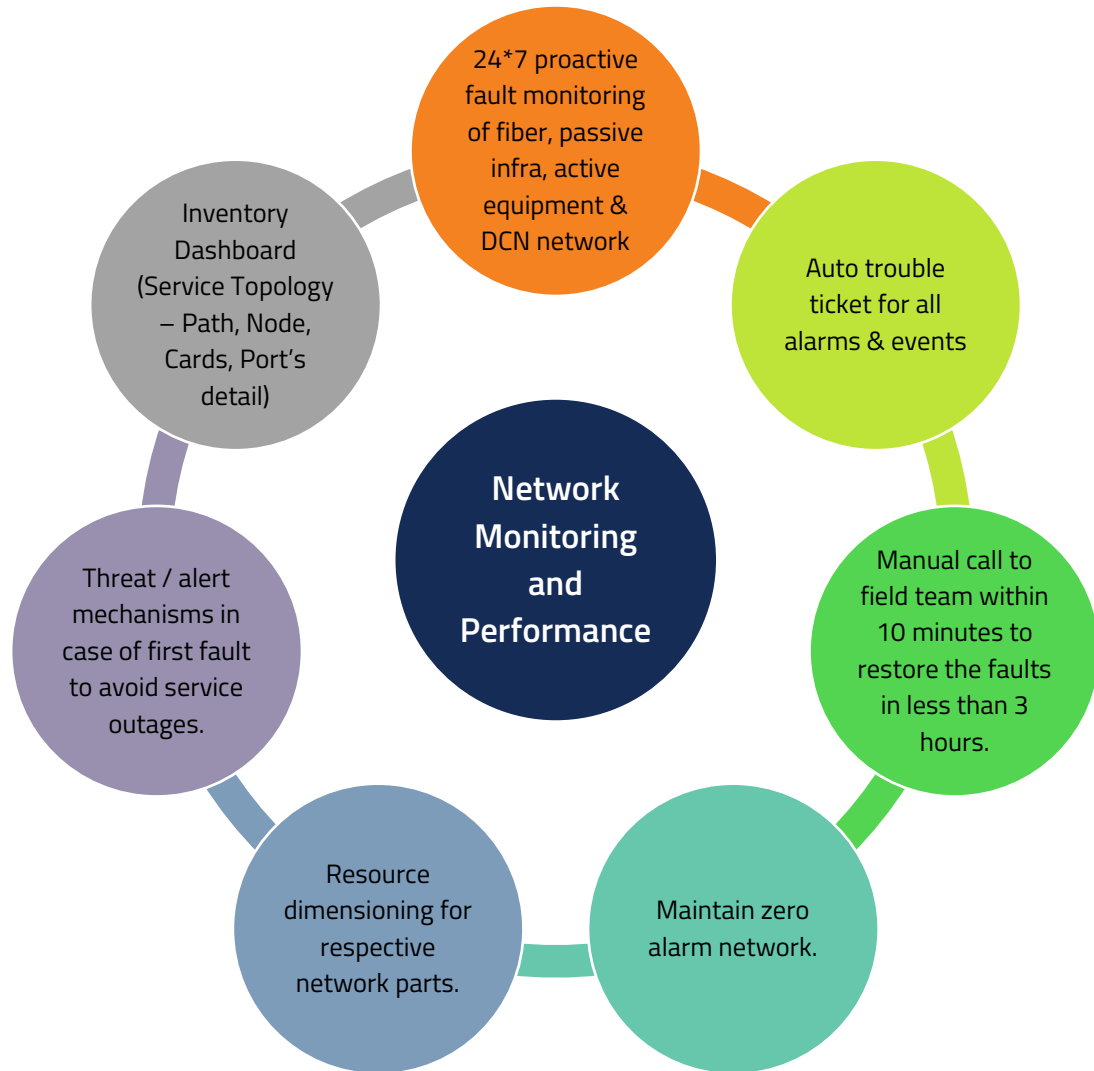 24*7 proactive
fault monitoring
of fiber, passive
infra, active
equipment &
DCN network
Auto trouble
ticket for all
alarms & events
Manual call to
field team within
10 minutes to
restore the faults
in less than 3
hours.
Maintain zero
alarm network.
Resource
dimensioning for
respective
network parts.
Threat / alert
mechanisms in
case of first fault
to avoid service
outages.
Inventory
Dashboard
(Service Topology
– Path, Node,
Cards, Port’s
detail)
Network
Monitoring
and
Performance